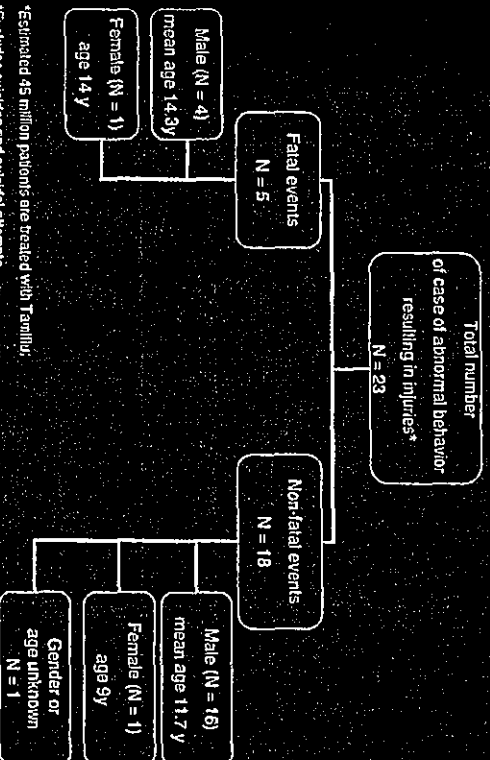 Total number
of case of abnormal behavior
resulting in injuries*
N = 23
Fatal events
N = 5
Male (N = 4)
mean age 14.3y
Female (N = 1)
age 14 y
Non-fatal events
N = 18
Male (N = 16)
mean age 11.7 y
Female (N = 1)
age 9y
Gender or
age unknown
N = 1
*Estimated 45 million patients are treated with Tamiflu,